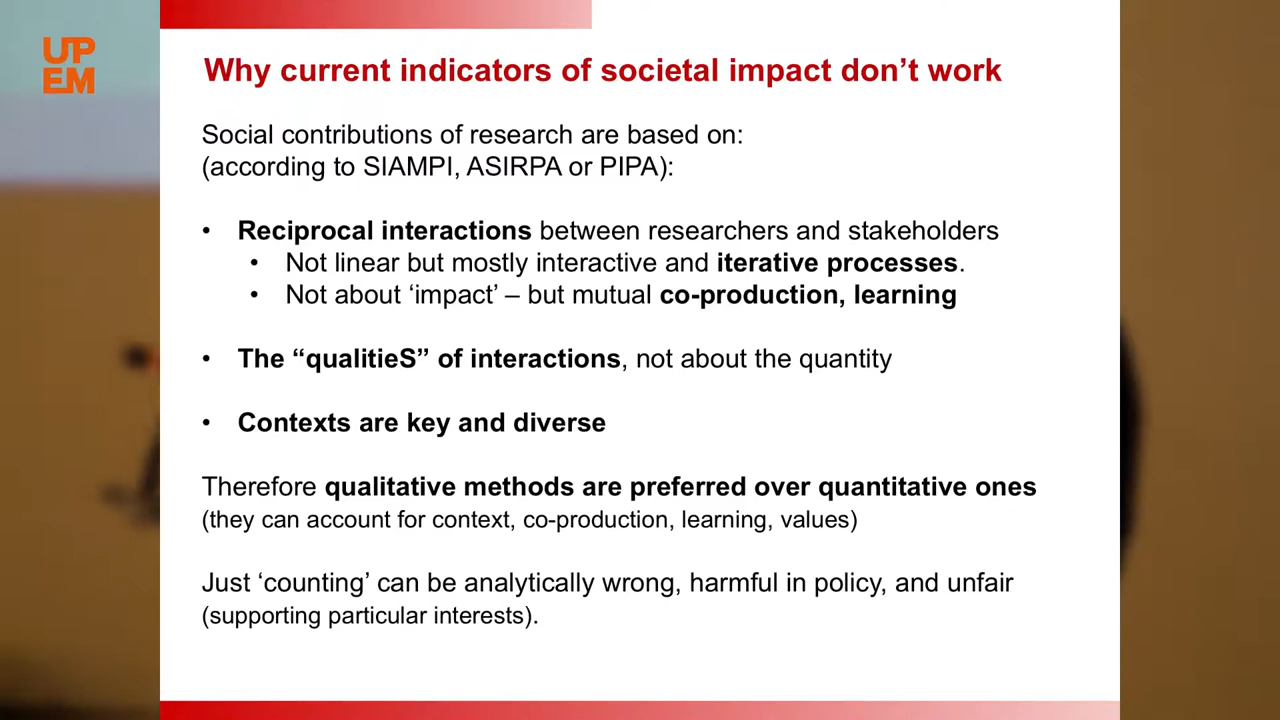 UP
EM
Why current indicators of societal impact don’t work
Social contributions of research are based on:
(according to SIAMPI, ASIRPA or PIPA):
• Reciprocal interactions between researchers and stakeholders
• Not linear but mostly interactive and iterative processes.
• Not about ‘impact’ – but mutual co-production, learning
• The “qualitieS” of interactions, not about the quantity
• Contexts are key and diverse
Therefore qualitative methods are preferred over quantitative ones
(they can account for context, co-production, learning, values)
Just ‘counting’ can be analytically wrong, harmful in policy, and unfair
(supporting particular interests).